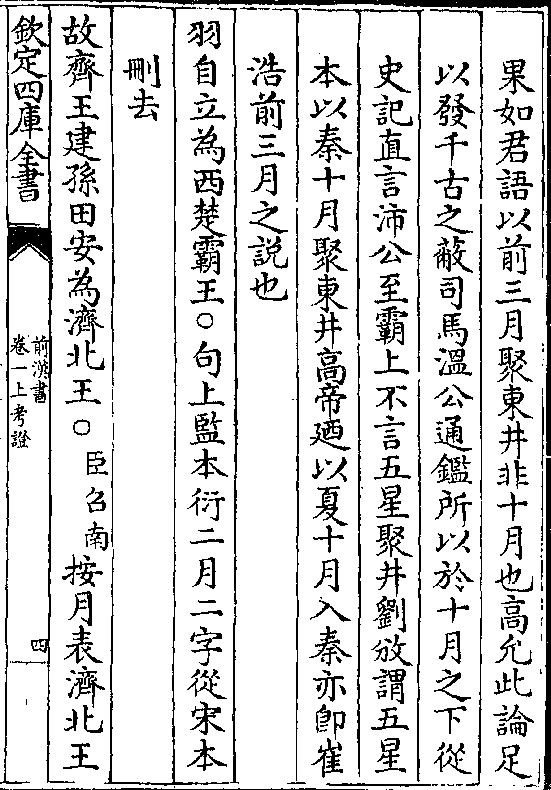 果如君語以前三月聚東井非十月也高允此論足
以發千古之蔽司馬溫公通鑑所以於十月之下從
史記直言沛公至霸上不言五星聚井劉攽謂五星
本以秦十月聚東井高帝廼以夏十月入秦亦卽崔
浩前三月之說也
羽自立為西楚霸王○句上監本衍二月二字從宋本
刪去
故齊王建孫田安為濟北王○臣召南按月表濟北王
欽定四庫全書
前漢書
卷一上考證
四